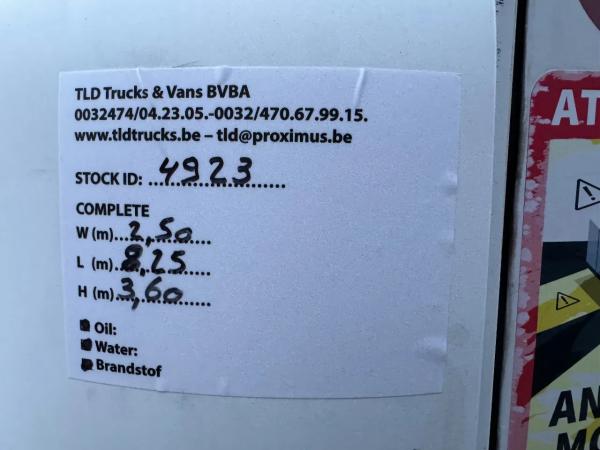 TLD Trucks & Vans BVBA
0032474/04.23.05.-0032/470.67.99.15.
www.tldtrucks.be – tld@proximus.be
STOCK ID: 4923
COMPLETE
W (m)...2,50
L (m)...8,25
H (m)...3,60
Oil:
Water:
Brandstof
AT
AN
MO